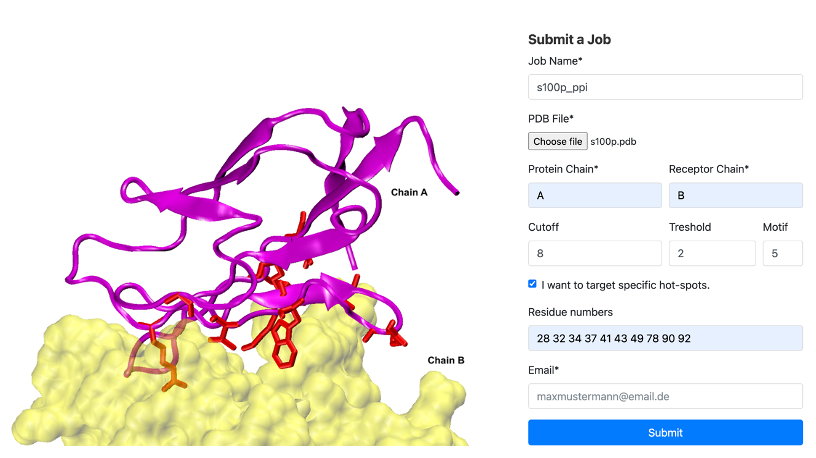 Chain A
Chain B
Submit a Job
Job Name*
s100p_ppi
PDB File*
Choose file s100p.pdb
Protein Chain* Receptor Chain*
A B
Cutoff Treshold Motif
8 2 5
I want to target specific hot-spots.
Residue numbers
28 32 34 37 41 43 49 78 90 92
Email*
maxmustermann@email.de
Submit